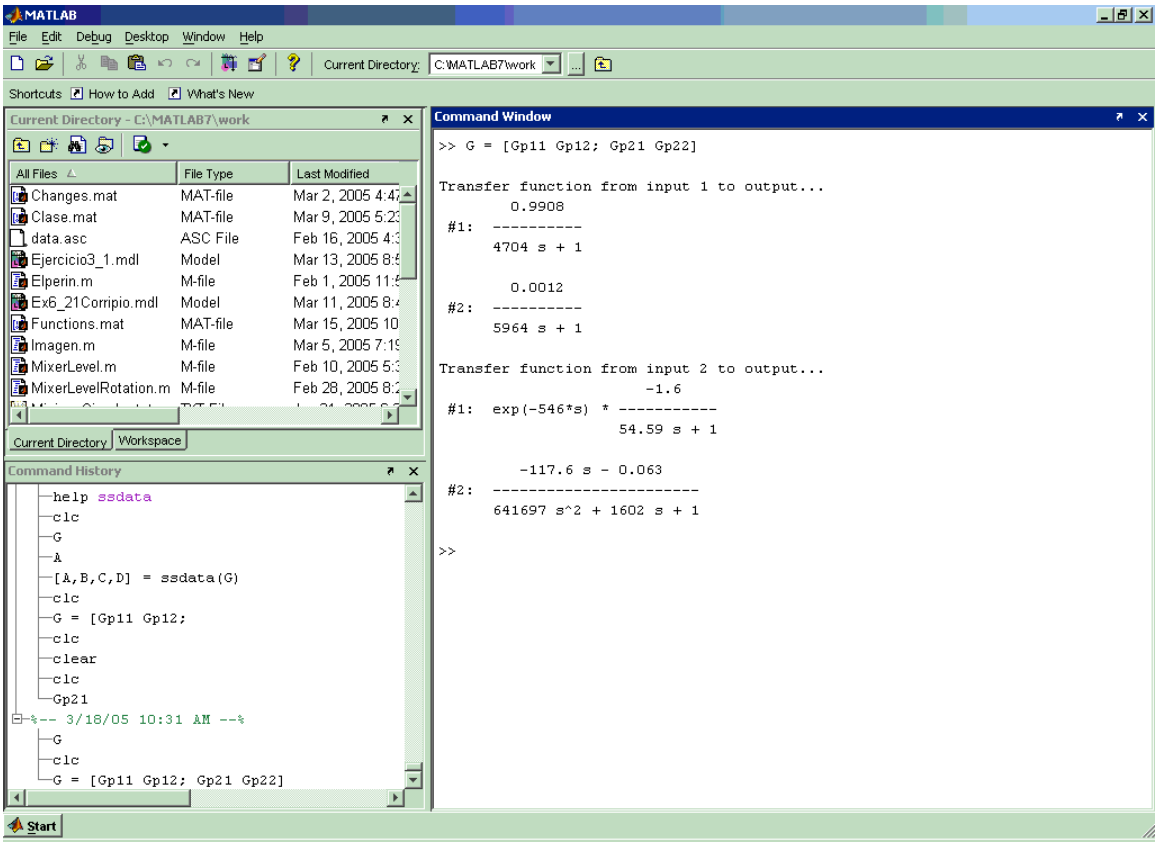 MATLAB
File Edit Debug Desktop Window Help
Current Directory: C:\MATLAB7\work ...
Shortcuts How to Add What's New
Current Directory - C:\MATLAB7\work
All Files File Type Last Modified
Changes.mat MAT-file Mar 2, 2005 4:47
Clase.mat MAT-file Mar 9, 2005 5:23
data.asc ASC File Feb 16, 2005 4:3
Ejercicio3_1.mdl Model Mar 13, 2005 8:5
Elperin.m M-file Feb 1, 2005 11:5
Ex6_21Corripio.mdl Model Mar 11, 2005 8:4
Functions.mat MAT-file Mar 15, 2005 10
Imagen.m M-file Mar 5, 2005 7:19
MixerLevel.m M-file Feb 10, 2005 5:3
MixerLevelRotation.m M-file Feb 28, 2005 8:2
Current Directory Workspace
Command History
help ssdata
clc
G
A
[A,B,C,D] = ssdata(G)
clc
G = [Gp11 Gp12;
clc
clear
clc
Gp21
%-- 3/18/05 10:31 AM --%
G
clc
G = [Gp11 Gp12; Gp21 Gp22]
Command Window
>> G = [Gp11 Gp12; Gp21 Gp22]
Transfer function from input 1 to output...
0.9908
#1: ----------
4704 s + 1
0.0012
#2: ----------
5964 s + 1
Transfer function from input 2 to output...
-1.6
#1: exp(-546*s) * -----------
54.59 s + 1
-117.6 s - 0.063
#2: -----------------------
641697 s^2 + 1602 s + 1
>>
Start